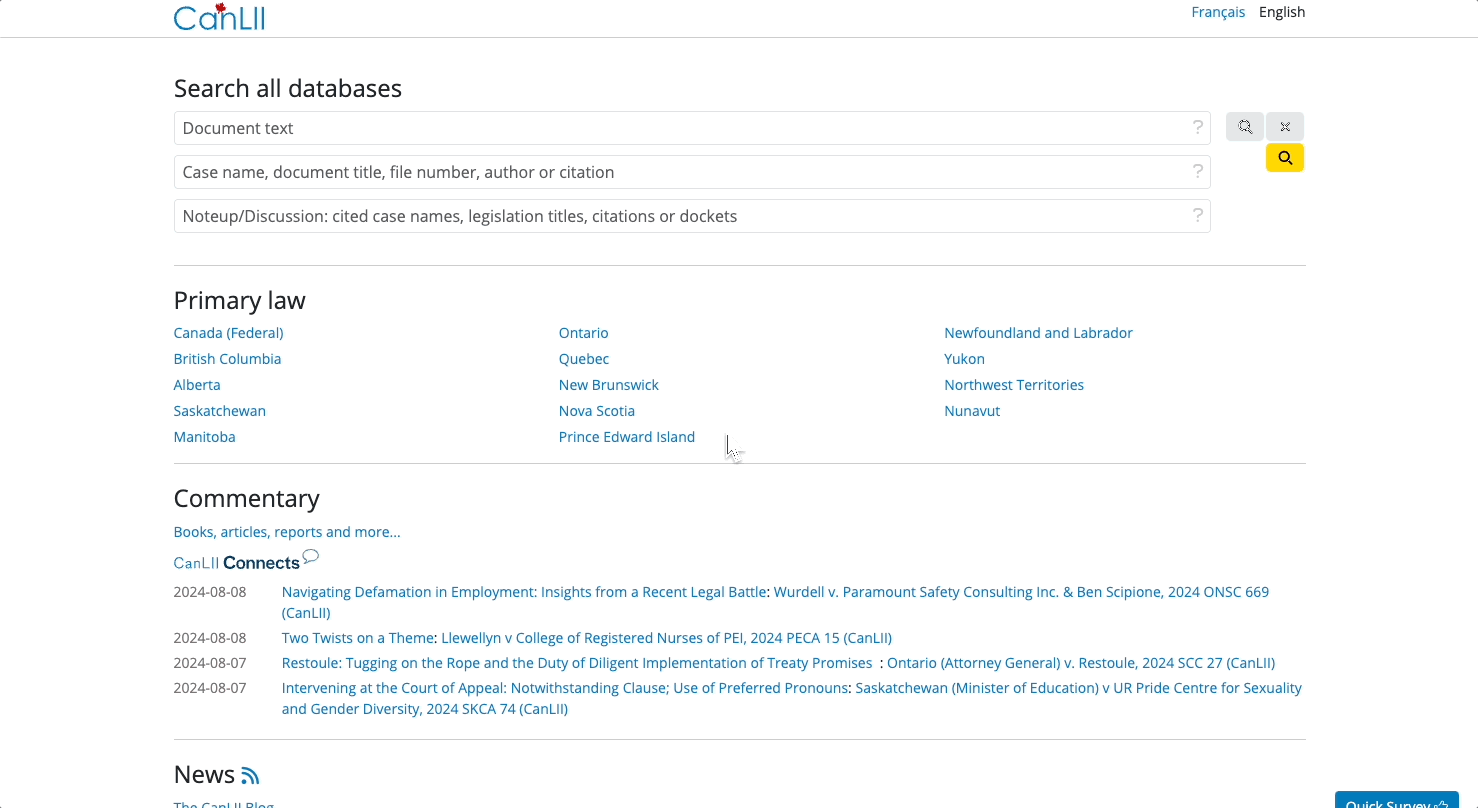 CanLII
Français English
Search all databases
Document text ?
Case name, document title, file number, author or citation ?
Noteup/Discussion: cited case names, legislation titles, citations or dockets ?
Primary law
Canada (Federal) Ontario Newfoundland and Labrador
British Columbia Quebec Yukon
Alberta New Brunswick Northwest Territories
Saskatchewan Nova Scotia Nunavut
Manitoba Prince Edward Island
Commentary
Books, articles, reports and more...
CanLII Connects
2024-08-08 Navigating Defamation in Employment: Insights from a Recent Legal Battle: Wurdell v. Paramount Safety Consulting Inc. & Ben Scipione, 2024 ONSC 669
(CanLII)
2024-08-08 Two Twists on a Theme: Llewellyn v College of Registered Nurses of PEI, 2024 PECA 15 (CanLII)
2024-08-07 Restoule: Tugging on the Rope and the Duty of Diligent Implementation of Treaty Promises : Ontario (Attorney General) v. Restoule, 2024 SCC 27 (CanLII)
2024-08-07 Intervening at the Court of Appeal: Notwithstanding Clause; Use of Preferred Pronouns: Saskatchewan (Minister of Education) v UR Pride Centre for Sexuality
and Gender Diversity, 2024 SKCA 74 (CanLII)
News
The CanLII Blog
Quick Survey